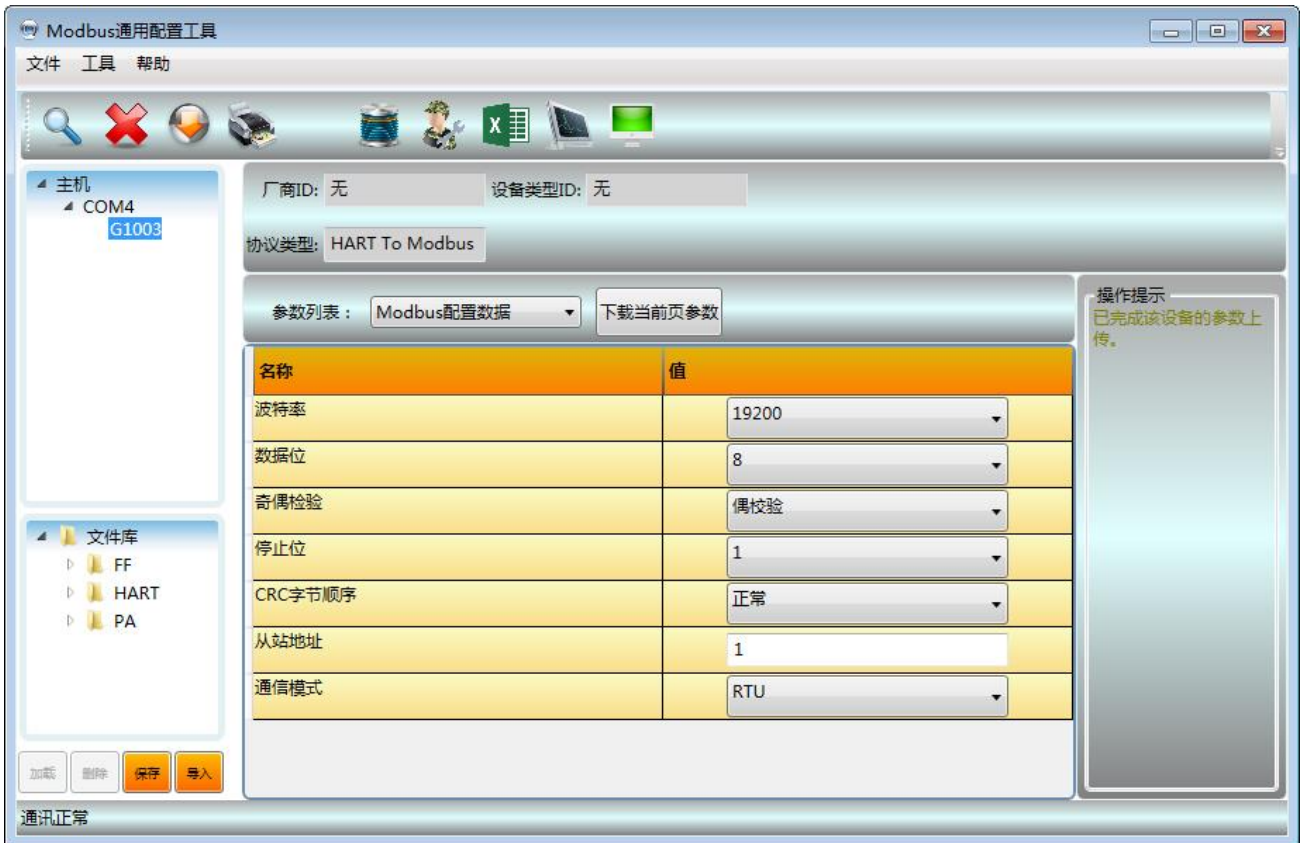 Modbus通用配置工具
文件 工具 帮助
主机
COM4
G1003
厂商ID: 无 设备类型ID: 无
协议类型: HART To Modbus
参数列表： Modbus配置数据 下载当前页参数
操作提示
已完成该设备的参数上
传。
名称 值
波特率 19200
数据位 8
奇偶检验 偶校验
停止位 1
CRC字节顺序 正常
从站地址 1
通信模式 RTU
文件库
FF
HART
PA
加载 删除 保存 导入
通讯正常